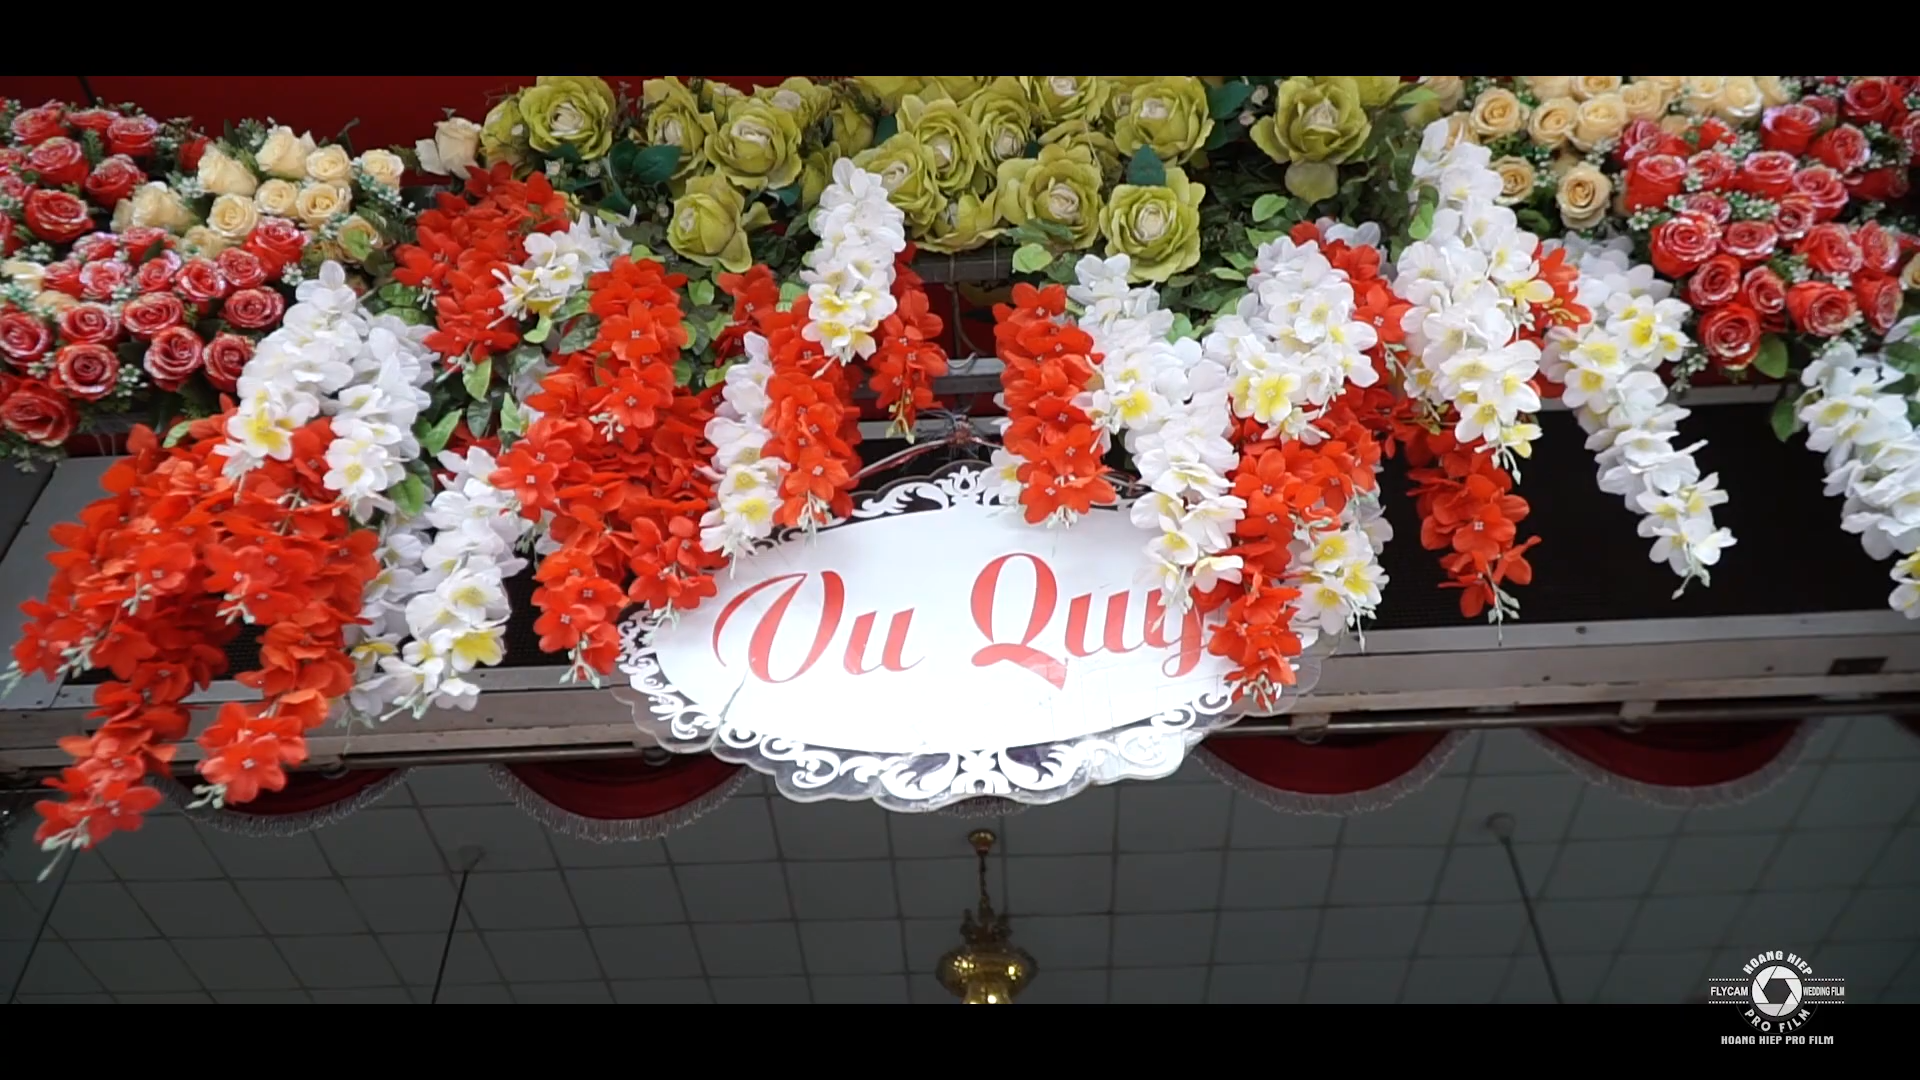 Vu Quy
HOANG HIEP
FLYCAM WEDDING FILM
PRO FILM
HOANG HIEP PRO FILM